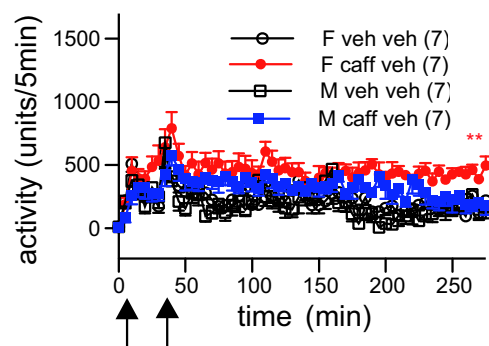 1500
1000
500
0
activity (units/5min)
F veh veh (7)
F caff veh (7)
M veh veh (7)
M caff veh (7)
**
0 50 100 150 200 250
time (min)